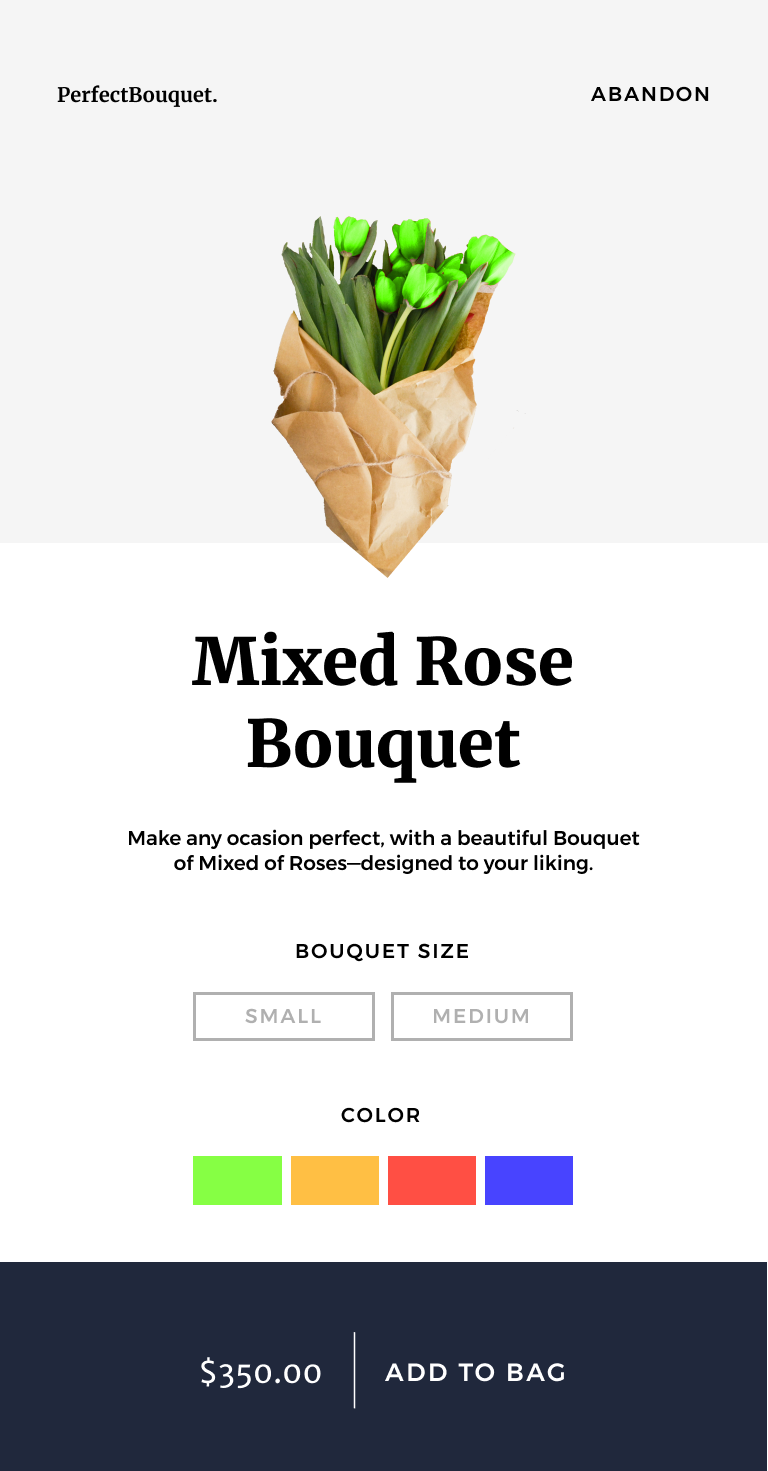 PerfectBouquet.
ABANDON
Mixed Rose
Bouquet
Make any ocasion perfect, with a beautiful Bouquet
of Mixed of Roses—designed to your liking.
BOUQUET SIZE
SMALL
MEDIUM
COLOR
$350.00
ADD TO BAG